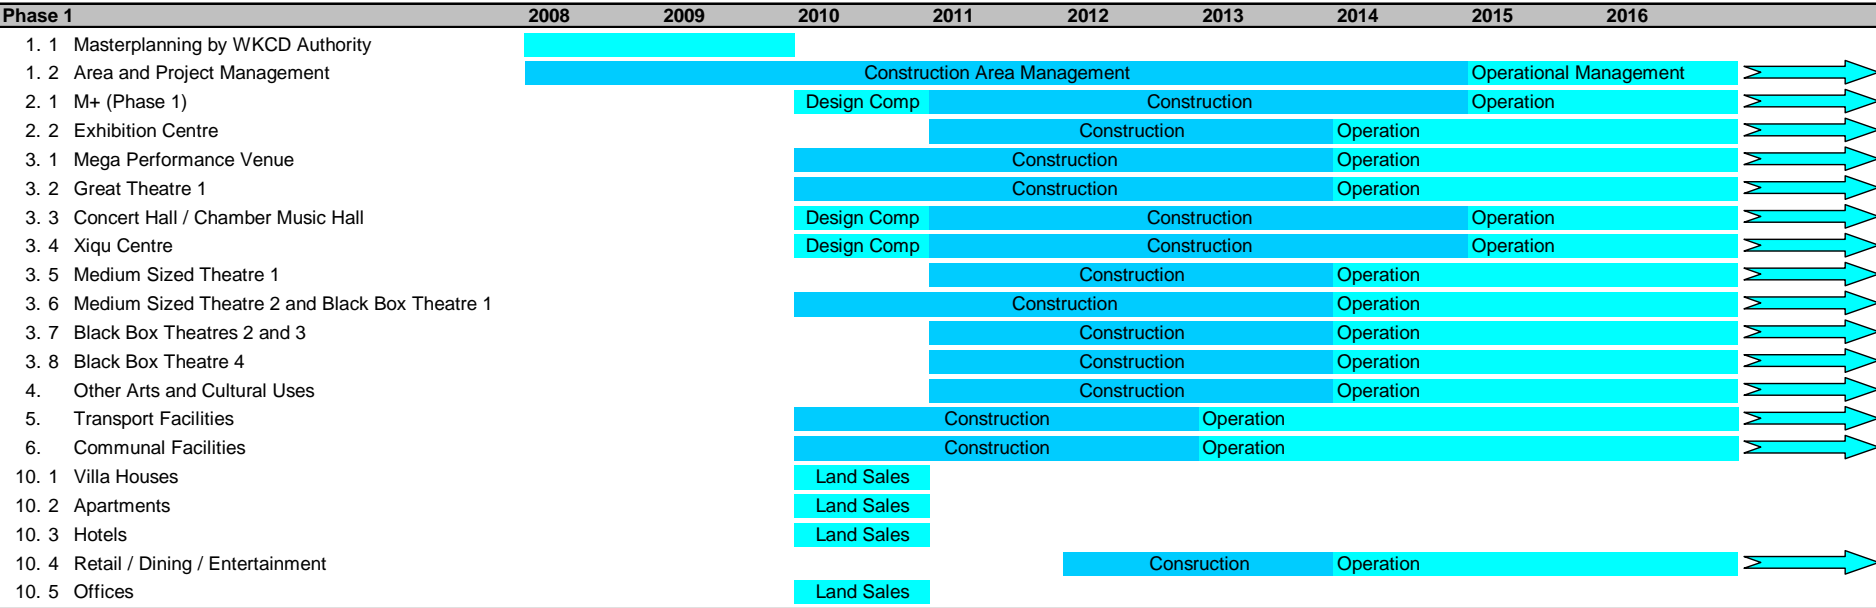 Phase 1 2008 2009 2010 2011 2012 2013 2014 2015 2016
1. 1 Masterplanning by WKCD Authority
1. 2 Area and Project Management Construction Area Management Operational Management
2. 1 M+ (Phase 1) Design Comp Construction Operation
2. 2 Exhibition Centre Construction Operation
3. 1 Mega Performance Venue Construction Operation
3. 2 Great Theatre 1 Construction Operation
3. 3 Concert Hall / Chamber Music Hall Design Comp Construction Operation
3. 4 Xiqu Centre Design Comp Construction Operation
3. 5 Medium Sized Theatre 1 Construction Operation
3. 6 Medium Sized Theatre 2 and Black Box Theatre 1 Construction Operation
3. 7 Black Box Theatres 2 and 3 Construction Operation
3. 8 Black Box Theatre 4 Construction Operation
4. Other Arts and Cultural Uses Construction Operation
5. Transport Facilities Construction Operation
6. Communal Facilities Construction Operation
10. 1 Villa Houses Land Sales
10. 2 Apartments Land Sales
10. 3 Hotels Land Sales
10. 4 Retail / Dining / Entertainment Consruction Operation
10. 5 Offices Land Sales